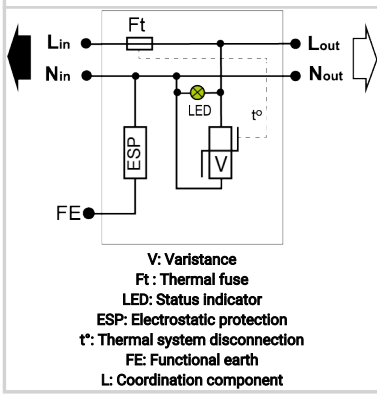 Ft
Lin Lout
Nin Nout
LED
t°
ESP
V
FE
V: Varistance
Ft : Thermal fuse
LED: Status indicator
ESP: Electrostatic protection
t°: Thermal system disconnection
FE: Functional earth
L: Coordination component